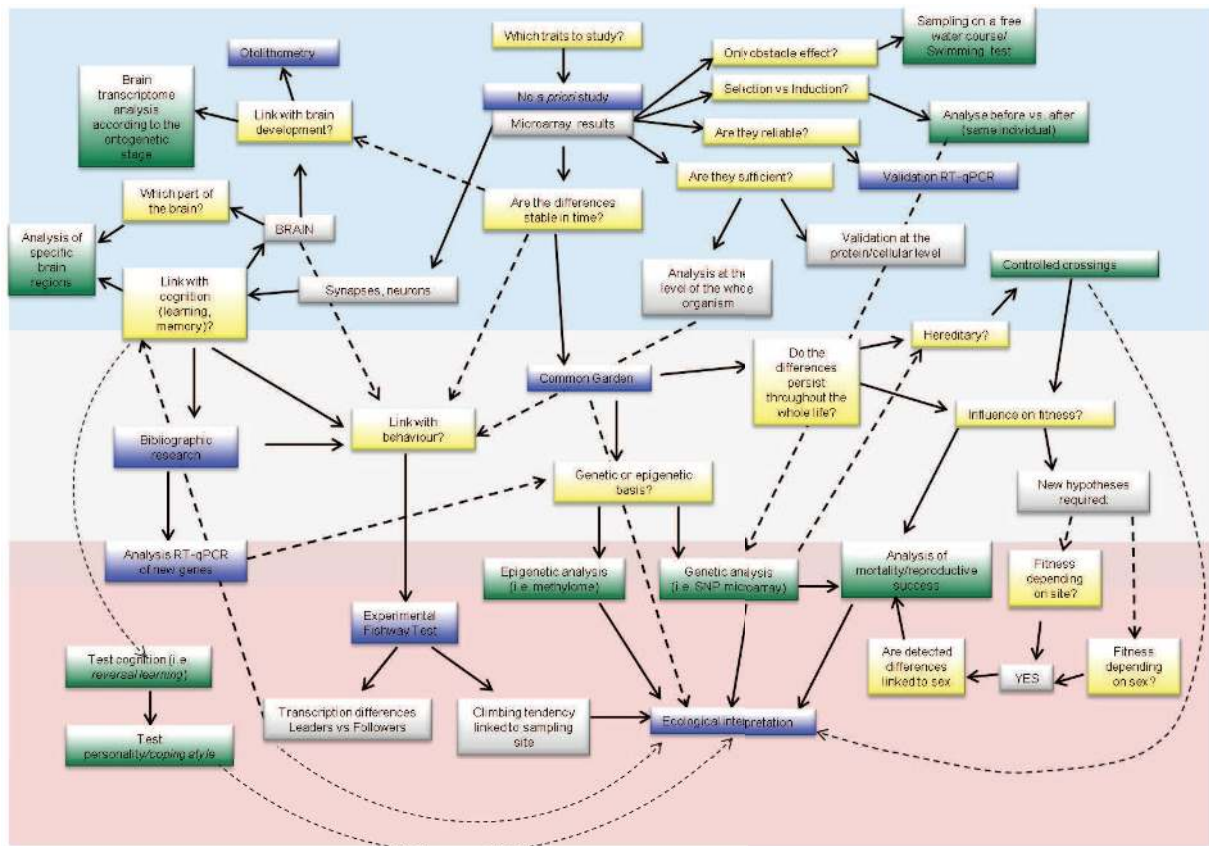 Which traits to study?
No a priori study
Microarray results
Otolithometry
Brain
transcriptome
analysis
according to the
ontogenetic
stage
Link with brain
development?
Only obstacle effect?
Sampling on a free
water course/
Swimming test
Selection vs Induction?
Analyse before vs. after
(same individual)
Are they reliable?
Validation RT-qPCR
Are they sufficient?
Which part of
the brain?
BRAIN
Are the differences
stable in time?
Validation at the
protein/cellular level
Analysis of
specific
brain
regions
Link with
cognition
(learning,
memory)?
Synapses, neurons
Analysis at the
level of the whole
organism
Controlled crossings
Hereditary?
Common Garden
Do the
differences
persist
throughout the
whole life?
Influence on fitness?
Bibliographic
research
Link with
behaviour?
Genetic or epigenetic
basis?
New hypotheses
required:
Analysis RT-qPCR
of new genes
Epigenetic analysis
(i.e. methylome)
Genetic analysis
(i.e. SNP microarray)
Analysis of
mortality/reproductive
success
Fitness
depending
on site?
Experimental
Fishway Test
Test cognition (i.e
reversal learning)
Are detected
differences
linked to sex
YES
Fitness
depending
on sex?
Transcription differences
Leaders vs Followers
Climbing tendency
linked to sampling
site
Ecological interpretation
Test
personality/coping style